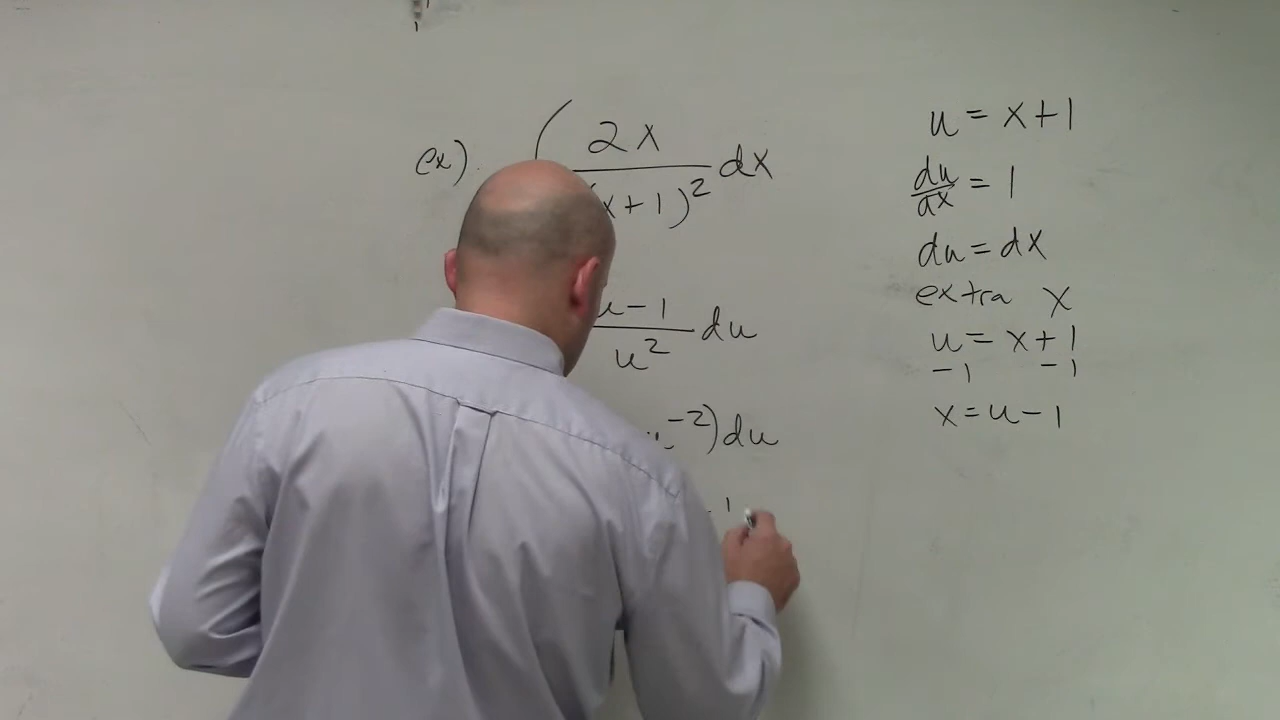 ex). ∫ 2x / (x+1)² dx
u-1 / u² du
u⁻²) du
-1
u = x+1
du/dx = 1
du = dx
extra x
u = x+1
-1 -1
x = u-1